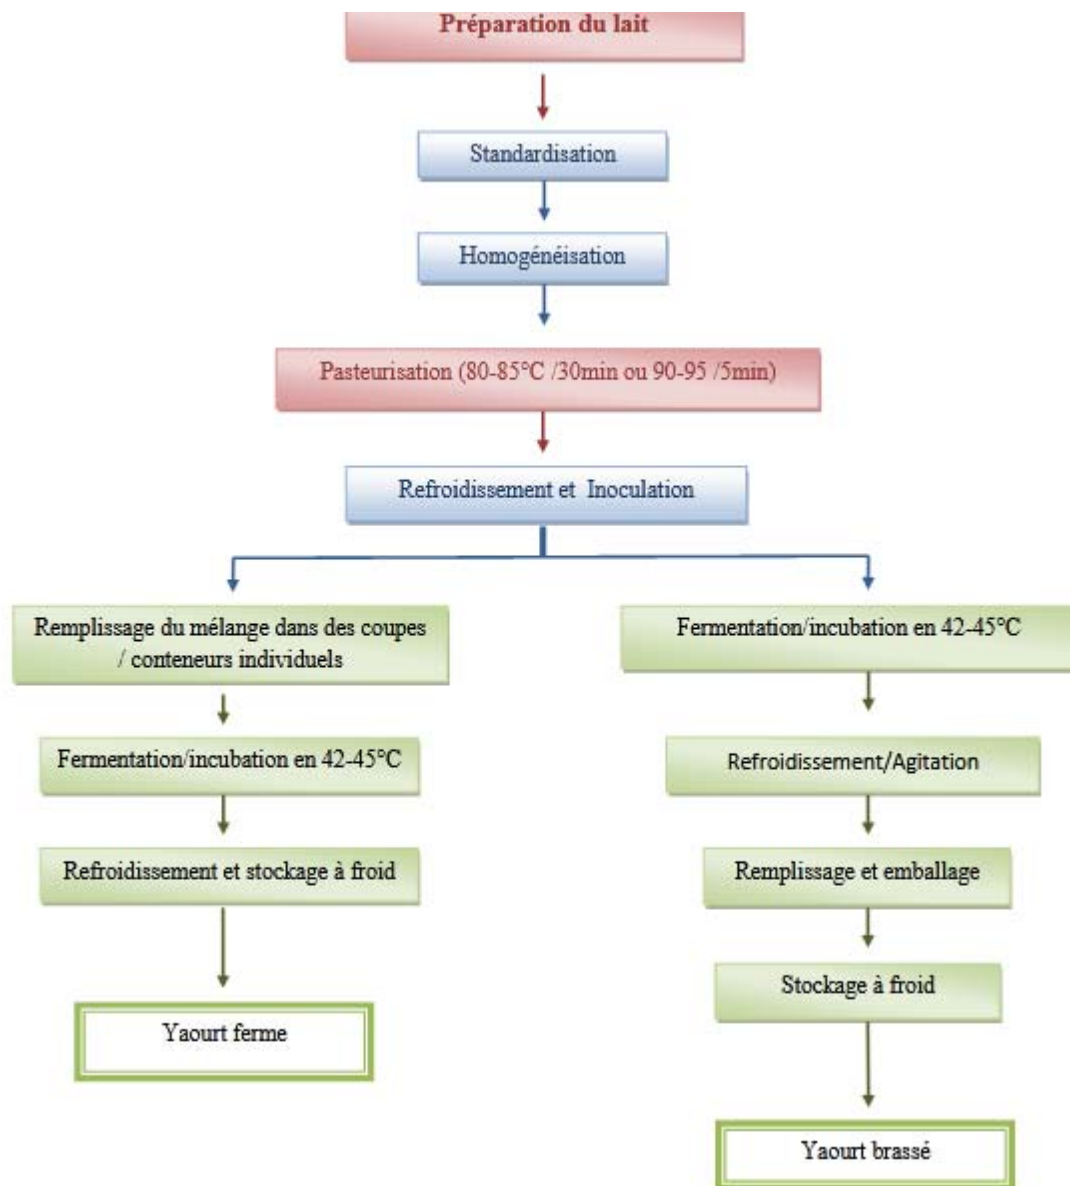 Préparation du lait
Standardisation
Homogénéisation
Pasteurisation (80-85°C /30min ou 90-95 /5min)
Refroidissement et Inoculation
Remplissage du mélange dans des coupes
/ conteneurs individuels
Fermentation/incubation en 42-45°C
Refroidissement et stockage à froid
Yaourt ferme
Fermentation/incubation en 42-45°C
Refroidissement/Agitation
Remplissage et emballage
Stockage à froid
Yaourt brassé